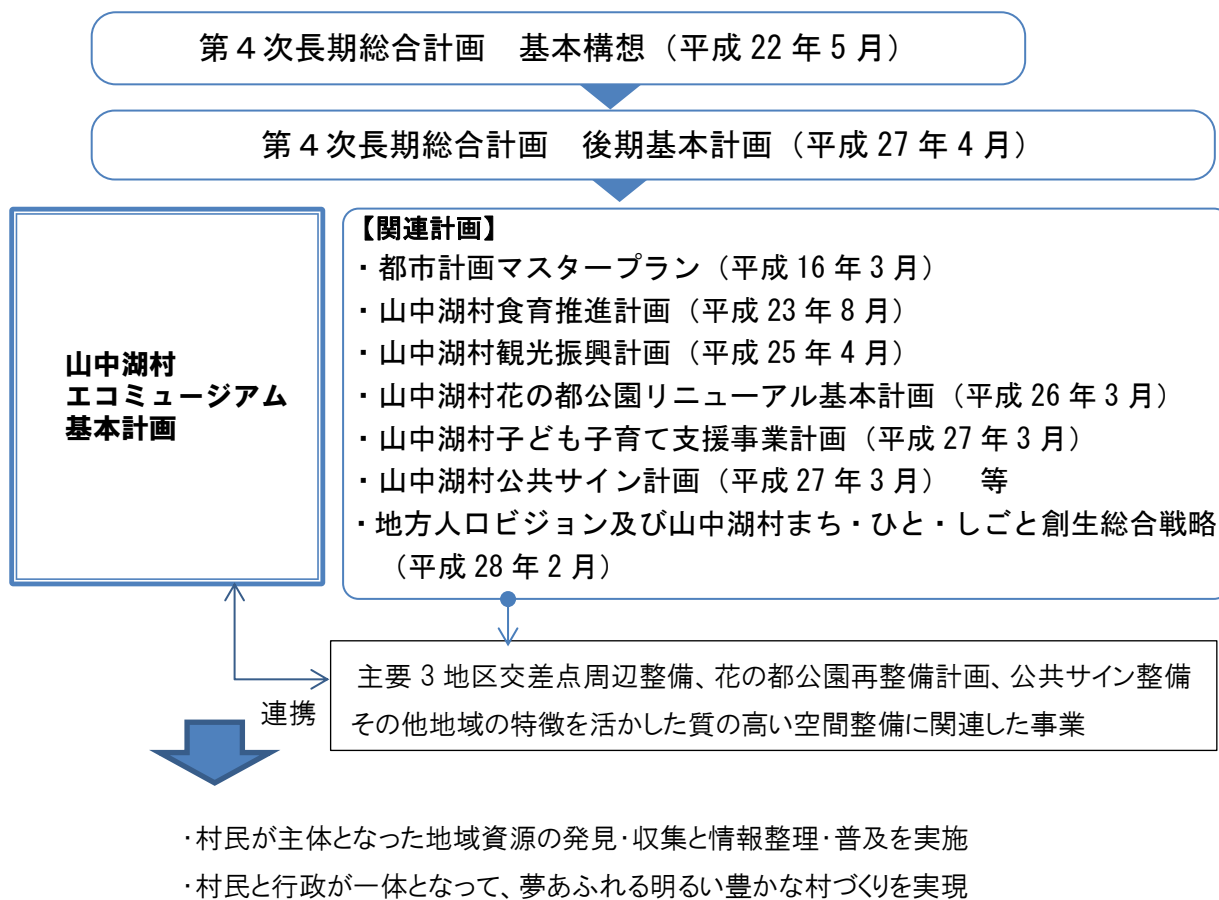 第４次長期総合計画　基本構想（平成 22 年 5 月）
第４次長期総合計画　後期基本計画（平成 27 年 4 月）
山中湖村
エコミュージアム
基本計画
【関連計画】
・都市計画マスタープラン（平成 16 年 3 月）
・山中湖村食育推進計画（平成 23 年 8 月）
・山中湖村観光振興計画（平成 25 年 4 月）
・山中湖村花の都公園リニューアル基本計画（平成 26 年 3 月）
・山中湖村子ども子育て支援事業計画（平成 27 年 3 月）
・山中湖村公共サイン計画（平成 27 年 3 月）　等
・地方人口ビジョン及び山中湖村まち・ひと・しごと創生総合戦略
（平成 28 年 2 月）
主要 3 地区交差点周辺整備、花の都公園再整備計画、公共サイン整備
その他地域の特徴を活かした質の高い空間整備に関連した事業
連携
・村民が主体となった地域資源の発見・収集と情報整理・普及を実施
・村民と行政が一体となって、夢あふれる明るい豊かな村づくりを実現